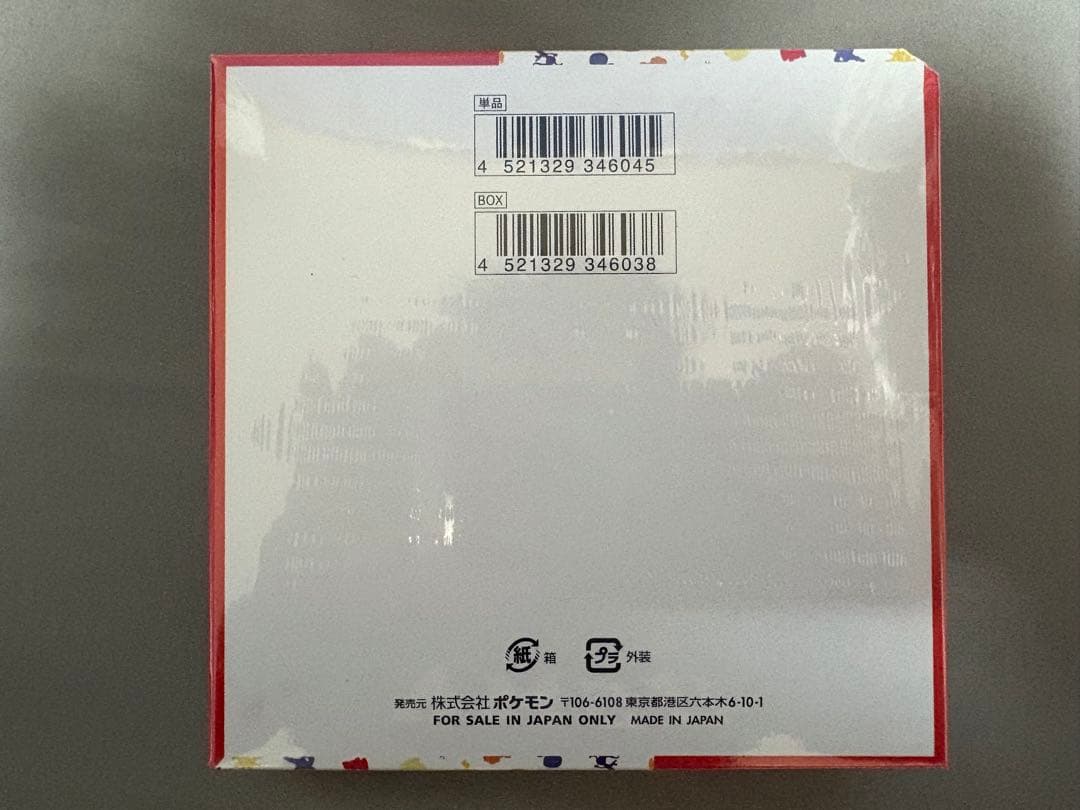 単品
4 521329 346045
BOX
4 521329 346038
紙 箱 プラ 外装
発売元 株式会社 ポケモン 〒106-6108 東京都港区六本木6-10-1
FOR SALE IN JAPAN ONLY MADE IN JAPAN